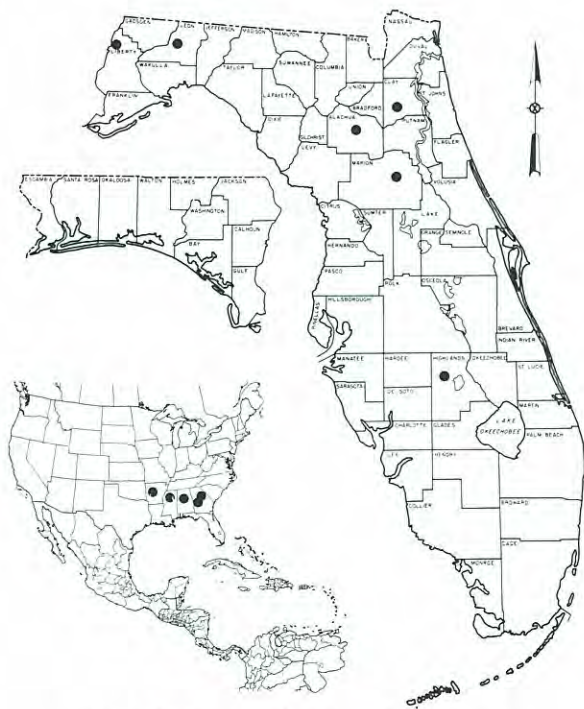 GADSDEN
LEON
JEFFERSON
MADISON
HAMILTON
NASSAU
BAKER
DUVAL
LIBERTY
WAKULLA
TAYLOR
SUWANNEE
COLUMBIA
UNION
CLAY
BRADFORD
ST JOHNS
FRANKLIN
LAFAYETTE
DIXIE
GILCHRIST
ALACHUA
PUTNAM
FLAGLER
LEVY
MARION
VOLUSIA
ESCAMBIA
SANTA ROSA
OKALOOSA
WALTON
HOLMES
JACKSON
WASHINGTON
BAY
CALHOUN
GULF
CITRUS
SUMTER
LAKE
HERNANDO
ORANGE
SEMINOLE
PASCO
POLK
OSCEOLA
PINELLAS
HILLSBOROUGH
BREVARD
INDIAN RIVER
MANATEE
HARDEE
HIGHLANDS
OKEECHOBEE
ST LUCIE
SARASOTA
DE SOTO
MARTIN
CHARLOTTE
GLADES
LAKE
OKEECHOBEE
PALM BEACH
LEE
HENDRY
COLLIER
BROWARD
DADE
MONROE